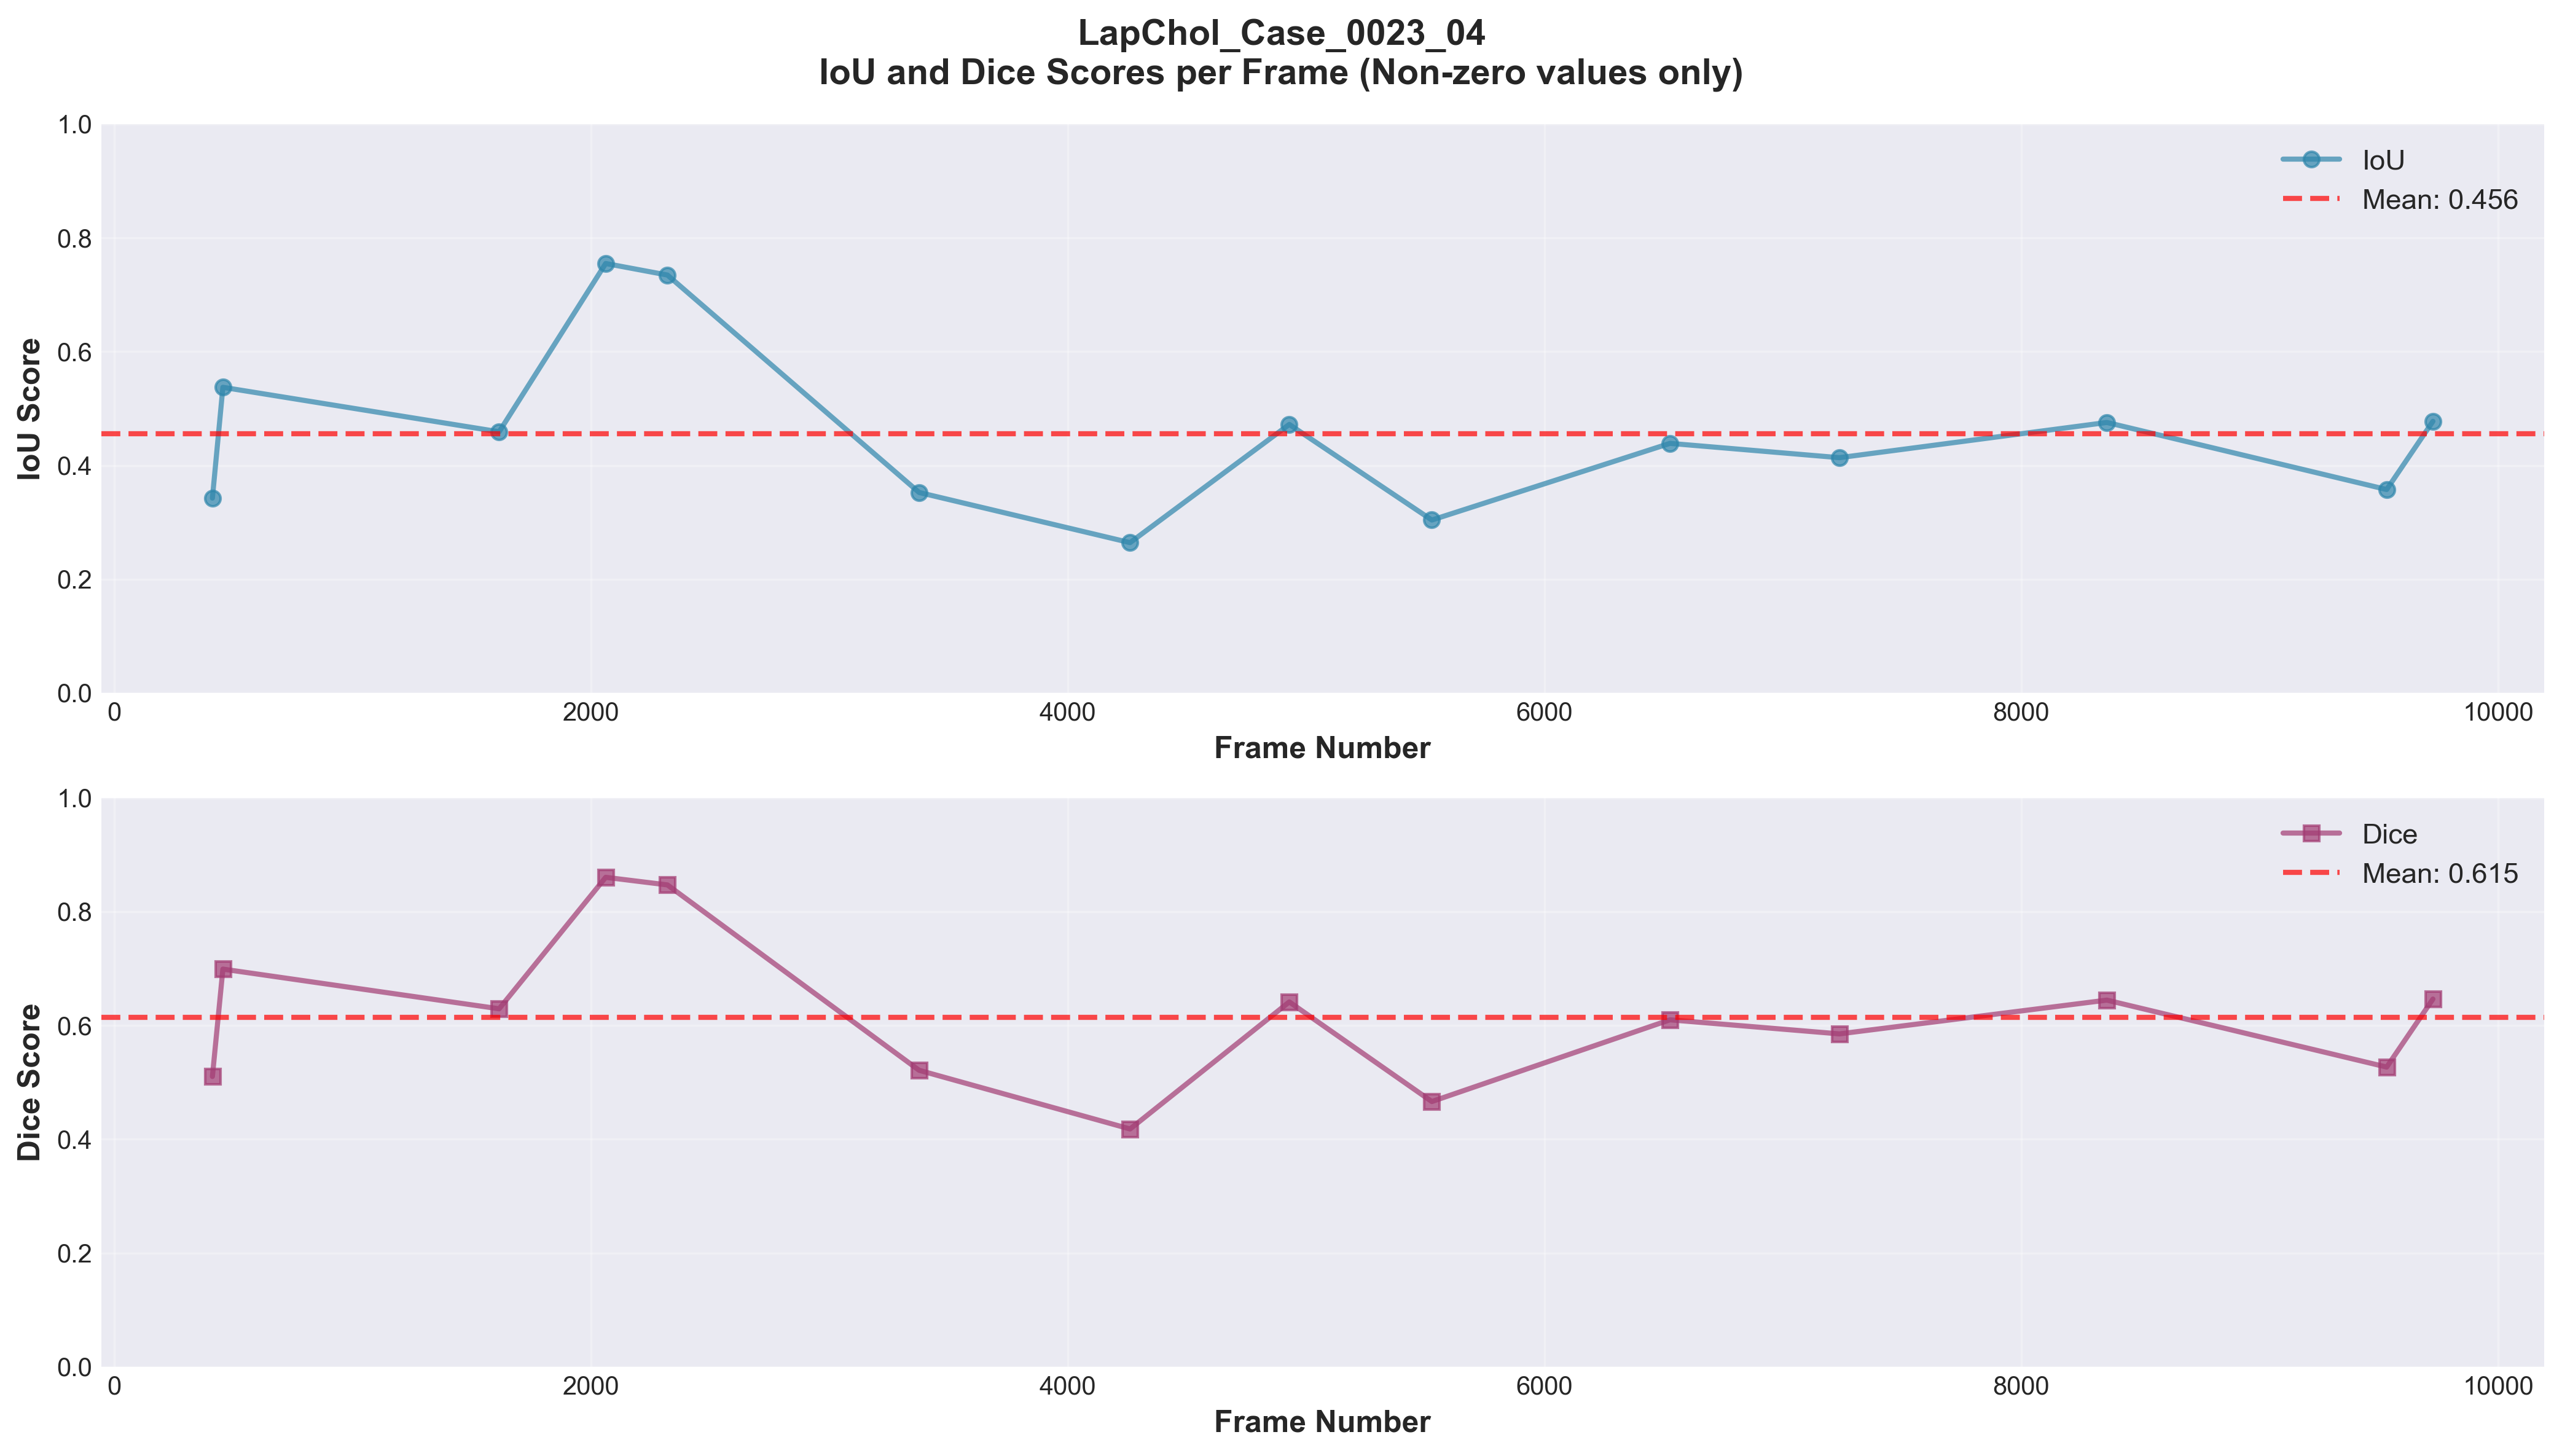 LapChol_Case_0023_04
IoU and Dice Scores per Frame (Non-zero values only)
1.0
0.8
0.6
0.4
0.2
0.0
IoU Score
IoU
Mean: 0.456
0 2000 4000 6000 8000 10000
Frame Number
1.0
0.8
0.6
0.4
0.2
0.0
Dice Score
Dice
Mean: 0.615
0 2000 4000 6000 8000 10000
Frame Number